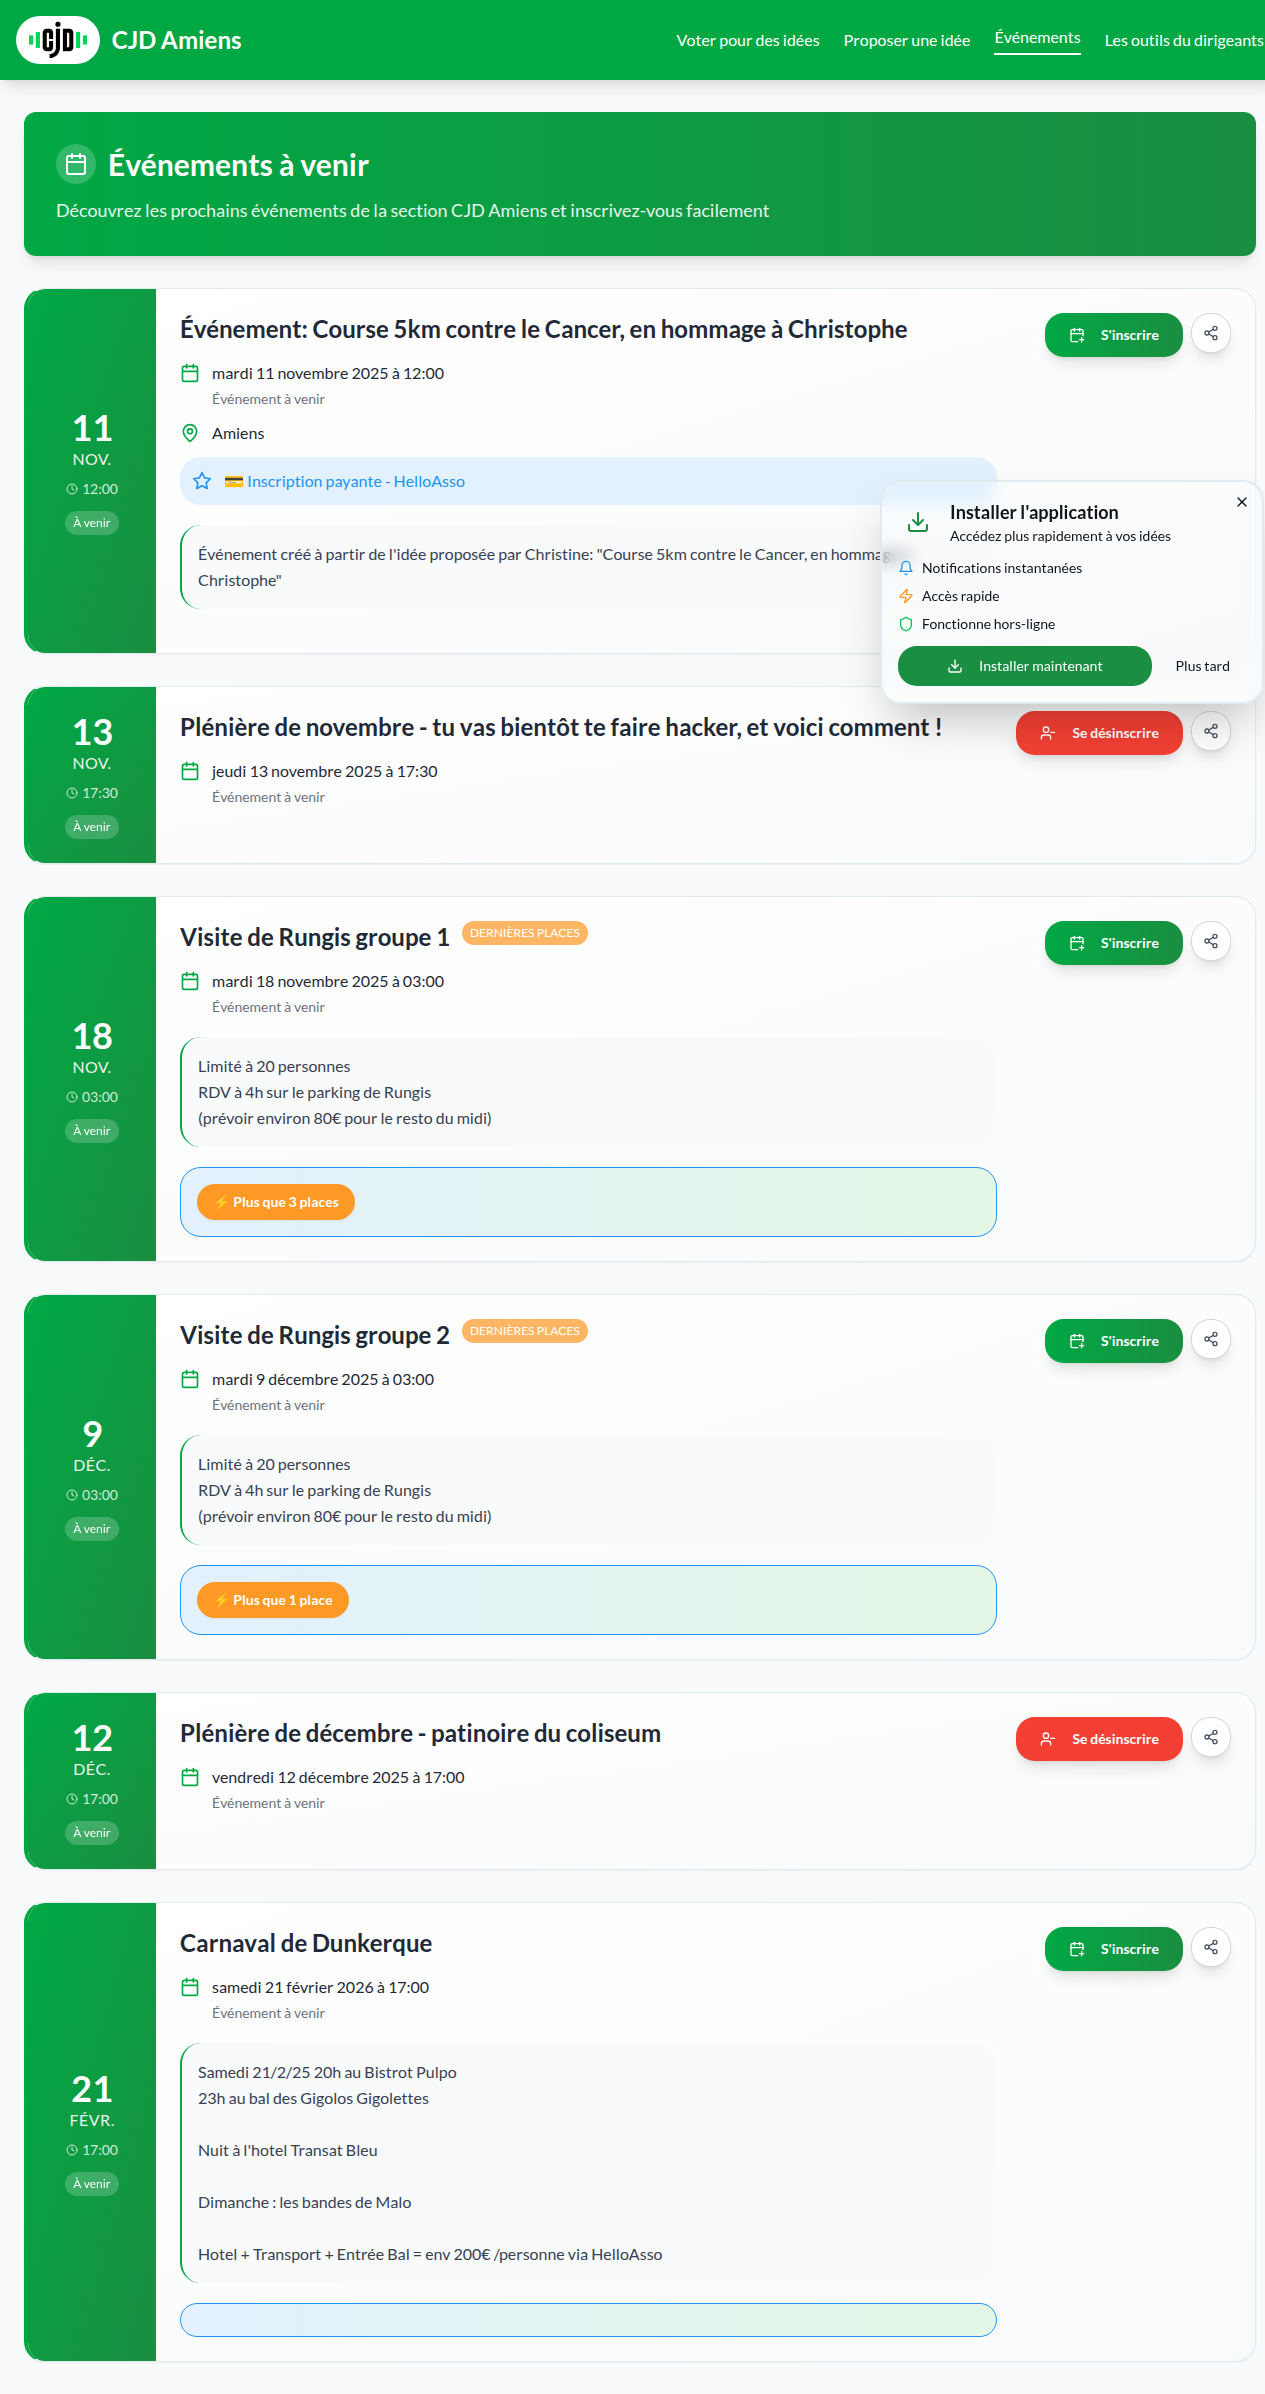 cjd
CJD Amiens
Voter pour des idées
Proposer une idée
Événements
Les outils du dirigeants
Événements à venir
Découvrez les prochains événements de la section CJD Amiens et inscrivez-vous facilement
11
NOV.
12:00
À venir
Événement: Course 5km contre le Cancer, en hommage à Christophe
mardi 11 novembre 2025 à 12:00
Événement à venir
Amiens
💳 Inscription payante - HelloAsso
Événement créé à partir de l'idée proposée par Christine: "Course 5km contre le Cancer, en hommage
Christophe"
S'inscrire
Installer l'application
Accédez plus rapidement à vos idées
Notifications instantanées
Accès rapide
Fonctionne hors-ligne
Installer maintenant
Plus tard
13
NOV.
17:30
À venir
Plénière de novembre - tu vas bientôt te faire hacker, et voici comment !
jeudi 13 novembre 2025 à 17:30
Événement à venir
Se désinscrire
18
NOV.
03:00
À venir
Visite de Rungis groupe 1
DERNIÈRES PLACES
mardi 18 novembre 2025 à 03:00
Événement à venir
Limité à 20 personnes
RDV à 4h sur le parking de Rungis
(prévoir environ 80€ pour le resto du midi)
⚡ Plus que 3 places
S'inscrire
9
DÉC.
03:00
À venir
Visite de Rungis groupe 2
DERNIÈRES PLACES
mardi 9 décembre 2025 à 03:00
Événement à venir
Limité à 20 personnes
RDV à 4h sur le parking de Rungis
(prévoir environ 80€ pour le resto du midi)
⚡ Plus que 1 place
S'inscrire
12
DÉC.
17:00
À venir
Plénière de décembre - patinoire du coliseum
vendredi 12 décembre 2025 à 17:00
Événement à venir
Se désinscrire
21
FÉVR.
17:00
À venir
Carnaval de Dunkerque
samedi 21 février 2026 à 17:00
Événement à venir
Samedi 21/2/25 20h au Bistrot Pulpo
23h au bal des Gigolos Gigolettes
Nuit à l'hotel Transat Bleu
Dimanche : les bandes de Malo
Hotel + Transport + Entrée Bal = env 200€ /personne via HelloAsso
S'inscrire